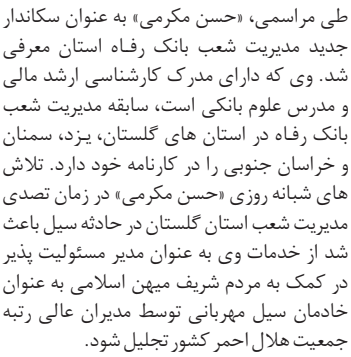 طی مراسمی، «حسن مکرمی» به عنوان سکاندار
جدید مدیریت شعب بانک رفاه استان معرفی
شد. وی که دارای مدرک کارشناسی ارشد مالی
و مدرس علوم بانکی است، سابقه مدیریت شعب
بانک رفاه در استان های گلستان، یزد، سمنان
و خراسان جنوبی را در کارنامه خود دارد. تلاش
های شبانه روزی «حسن مکرمی» در زمان تصدی
مدیریت شعب استان گلستان در حادثه سیل باعث
شد از خدمات وی به عنوان مدیر مسئولیت پذیر
در کمک به مردم شریف میهن اسلامی به عنوان
خادمان سیل مهربانی توسط مدیران عالی رتبه
جمعیت هلال احمر کشور تجلیل شود.